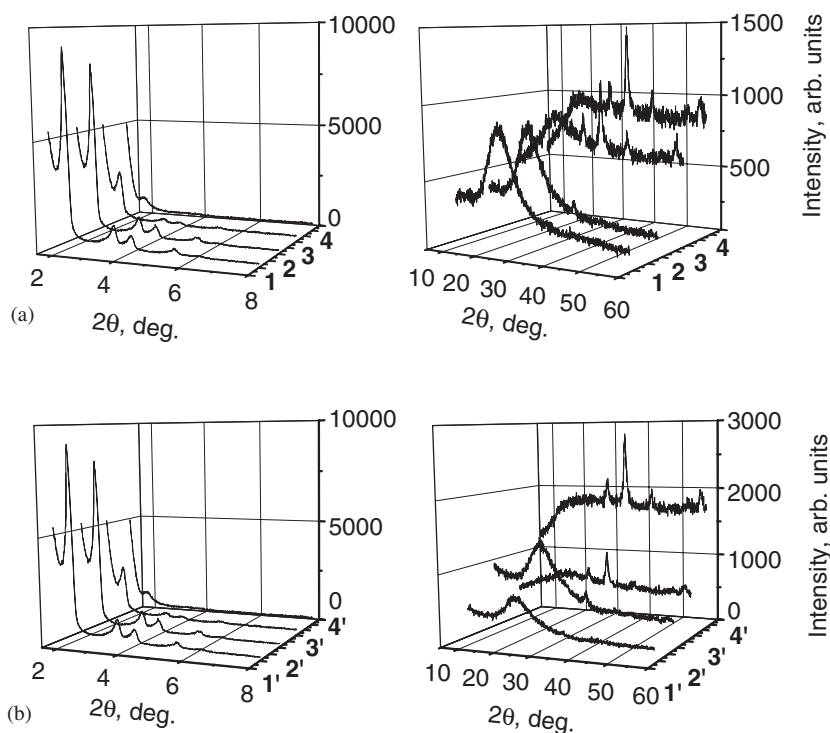 10000
5000
0
2
4
6
8
1 2 3 4
2θ, deg.
(a)
1500
1000
500
10 20 30 40 50 60
1 2 3 4
2θ, deg.
Intensity, arb. units
10000
5000
0
2
4
6
8
1' 2' 3' 4'
2θ, deg.
(b)
3000
2000
1000
0
10 20 30 40 50 60
1' 2' 3' 4'
2θ, deg.
Intensity, arb. units